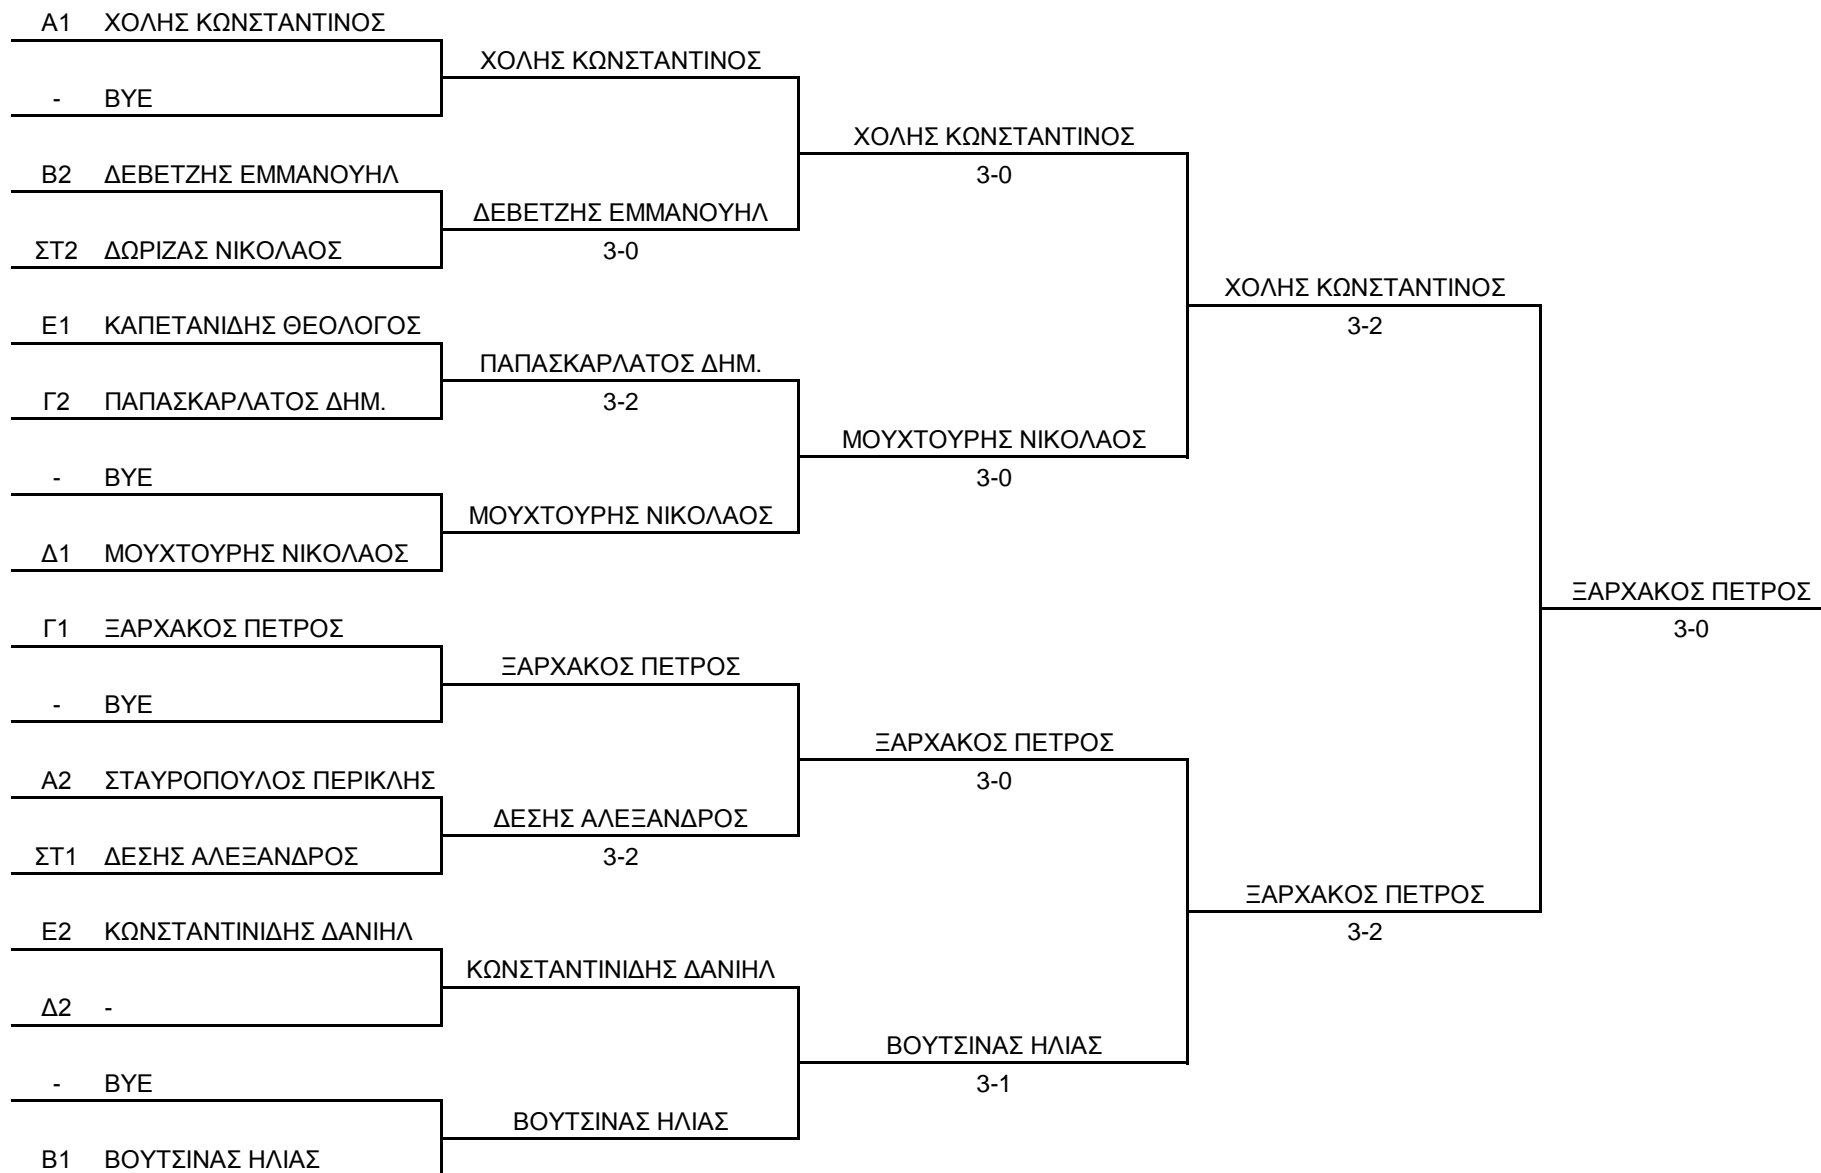 Α1 ΧΟΛΗΣ ΚΩΝΣΤΑΝΤΙΝΟΣ
ΧΟΛΗΣ ΚΩΝΣΤΑΝΤΙΝΟΣ
- BYE
ΧΟΛΗΣ ΚΩΝΣΤΑΝΤΙΝΟΣ
Β2 ΔΕΒΕΤΖΗΣ ΕΜΜΑΝΟΥΗΛ 3-0
ΔΕΒΕΤΖΗΣ ΕΜΜΑΝΟΥΗΛ
ΣΤ2 ΔΩΡΙΖΑΣ ΝΙΚΟΛΑΟΣ 3-0
ΧΟΛΗΣ ΚΩΝΣΤΑΝΤΙΝΟΣ
Ε1 ΚΑΠΕΤΑΝΙΔΗΣ ΘΕΟΛΟΓΟΣ 3-2
ΠΑΠΑΣΚΑΡΛΑΤΟΣ ΔΗΜ.
Γ2 ΠΑΠΑΣΚΑΡΛΑΤΟΣ ΔΗΜ. 3-2
ΜΟΥΧΤΟΥΡΗΣ ΝΙΚΟΛΑΟΣ
- BYE 3-0
ΜΟΥΧΤΟΥΡΗΣ ΝΙΚΟΛΑΟΣ
Δ1 ΜΟΥΧΤΟΥΡΗΣ ΝΙΚΟΛΑΟΣ
ΞΑΡΧΑΚΟΣ ΠΕΤΡΟΣ
Γ1 ΞΑΡΧΑΚΟΣ ΠΕΤΡΟΣ 3-0
ΞΑΡΧΑΚΟΣ ΠΕΤΡΟΣ
- BYE
ΞΑΡΧΑΚΟΣ ΠΕΤΡΟΣ
Α2 ΣΤΑΥΡΟΠΟΥΛΟΣ ΠΕΡΙΚΛΗΣ 3-0
ΔΕΣΗΣ ΑΛΕΞΑΝΔΡΟΣ
ΣΤ1 ΔΕΣΗΣ ΑΛΕΞΑΝΔΡΟΣ 3-2
ΞΑΡΧΑΚΟΣ ΠΕΤΡΟΣ
Ε2 ΚΩΝΣΤΑΝΤΙΝΙΔΗΣ ΔΑΝΙΗΛ 3-2
ΚΩΝΣΤΑΝΤΙΝΙΔΗΣ ΔΑΝΙΗΛ
Δ2 -
ΒΟΥΤΣΙΝΑΣ ΗΛΙΑΣ
- BYE 3-1
ΒΟΥΤΣΙΝΑΣ ΗΛΙΑΣ
Β1 ΒΟΥΤΣΙΝΑΣ ΗΛΙΑΣ